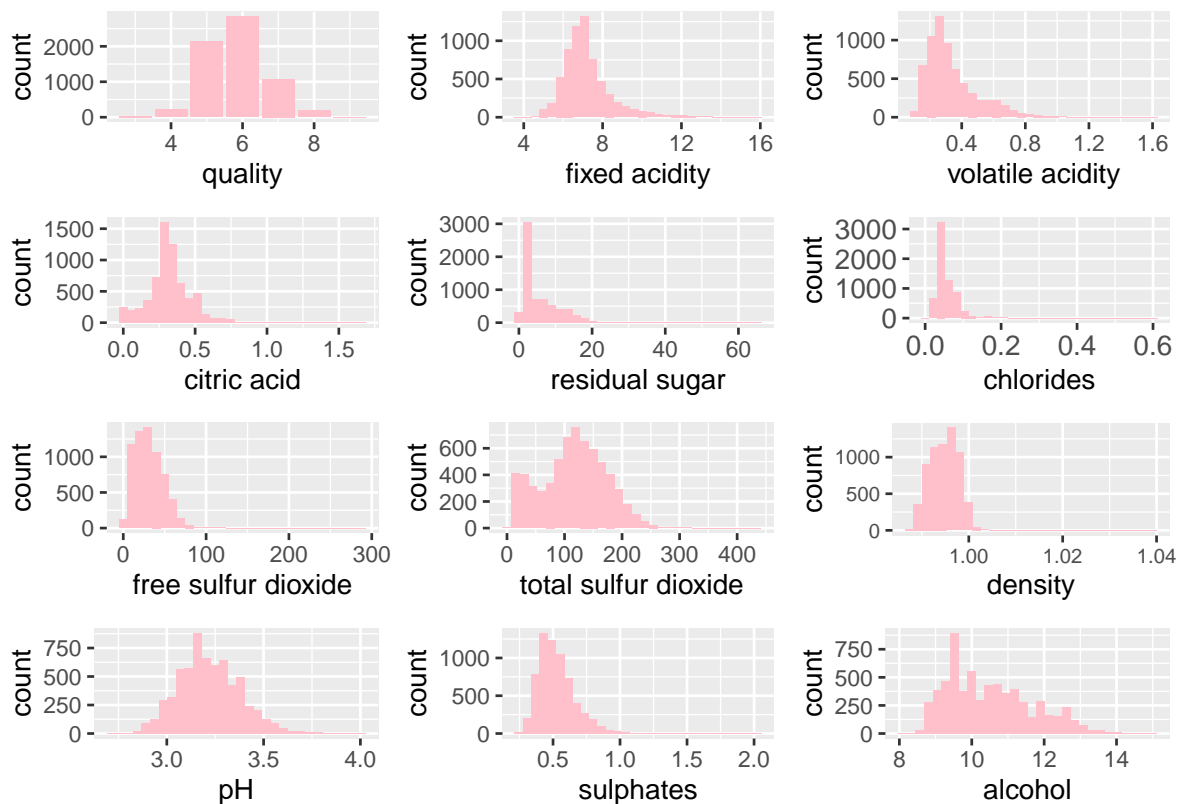 count
2000
1000
0
4 6 8
quality
count
1000
500
0
4 8 12 16
fixed acidity
count
1000
500
0
0.4 0.8 1.2 1.6
volatile acidity
count
1500
1000
500
0
0.0 0.5 1.0 1.5
citric acid
count
3000
2000
1000
0
0 20 40 60
residual sugar
count
3000
2000
1000
0
0.0 0.2 0.4 0.6
chlorides
count
1000
500
0
0 100 200 300
free sulfur dioxide
count
600
400
200
0
0 100 200 300 400
total sulfur dioxide
count
1000
500
0
1.00 1.02 1.04
density
count
750
500
250
0
3.0 3.5 4.0
pH
count
1000
500
0
0.5 1.0 1.5 2.0
sulphates
count
750
500
250
0
8 10 12 14
alcohol